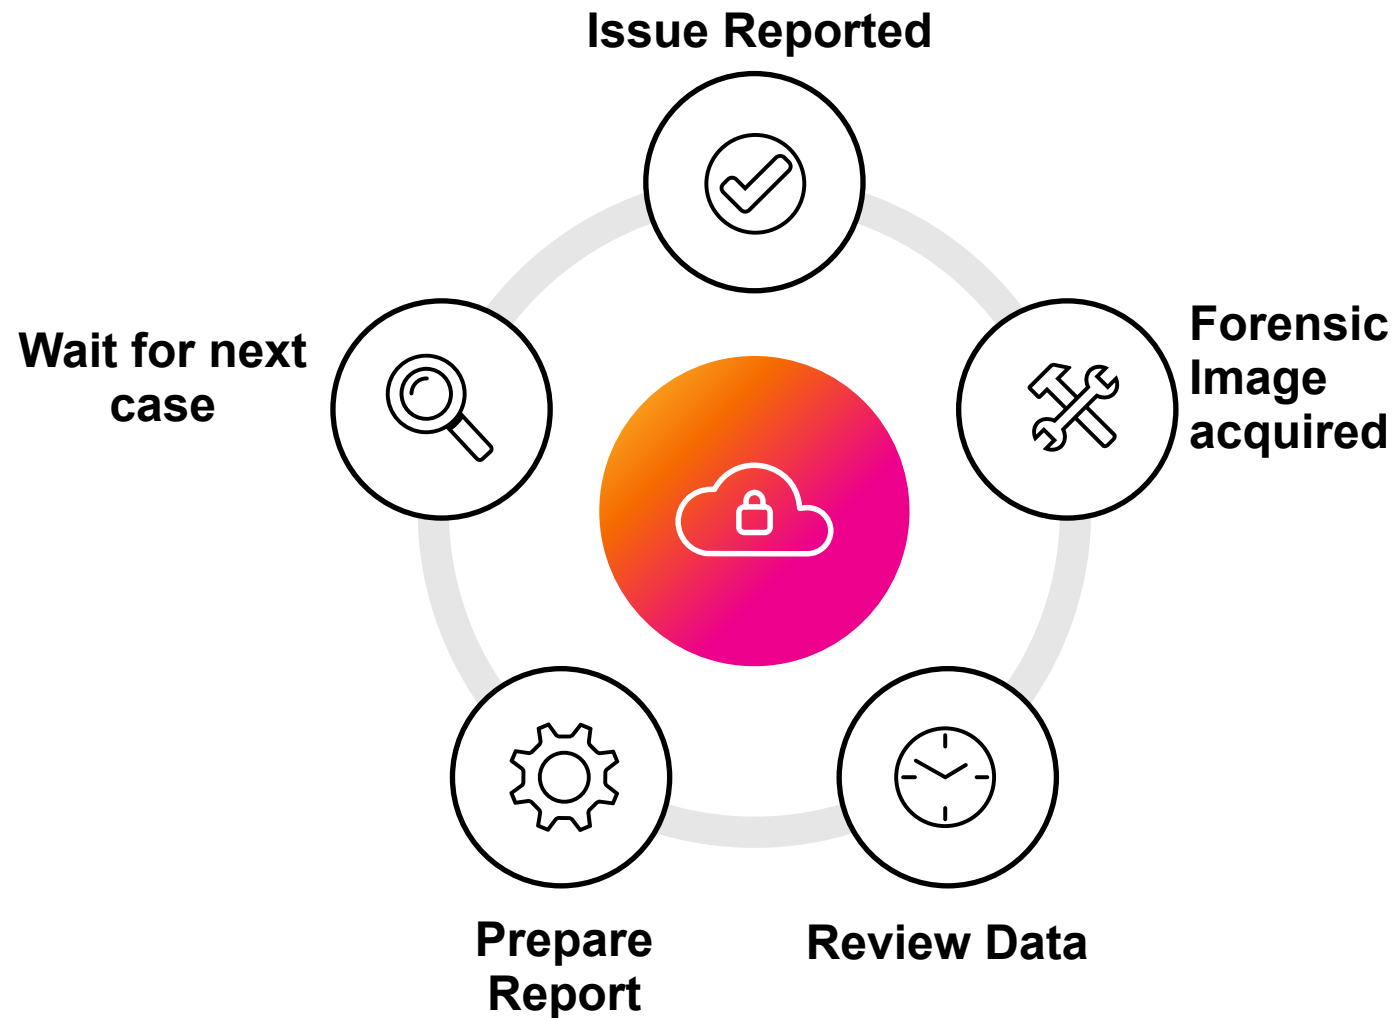 Issue Reported
Forensic
Image
acquired
Review Data
Prepare
Report
Wait for next
case